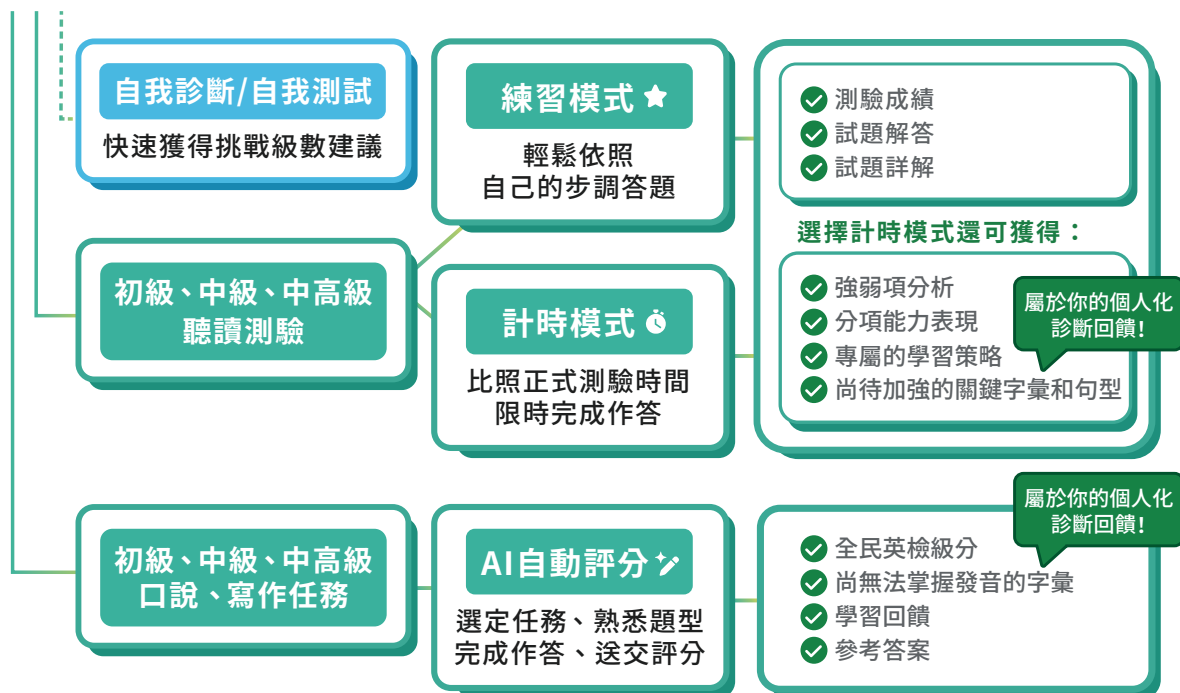 自我診斷/自我測試
快速獲得挑戰級數建議
初級、中級、中高級
聽讀測驗
練習模式
輕鬆依照
自己的步調答題
計時模式
比照正式測驗時間
限時完成作答
測驗成績
試題解答
試題詳解
選擇計時模式還可獲得：
強弱項分析
分項能力表現
專屬的學習策略
尚待加強的關鍵字彙和句型
屬於你的個人化
診斷回饋!
初級、中級、中高級
口說、寫作任務
AI自動評分
選定任務、熟悉題型
完成作答、送交評分
全民英檢級分
尚無法掌握發音的字彙
學習回饋
參考答案
屬於你的個人化
診斷回饋!